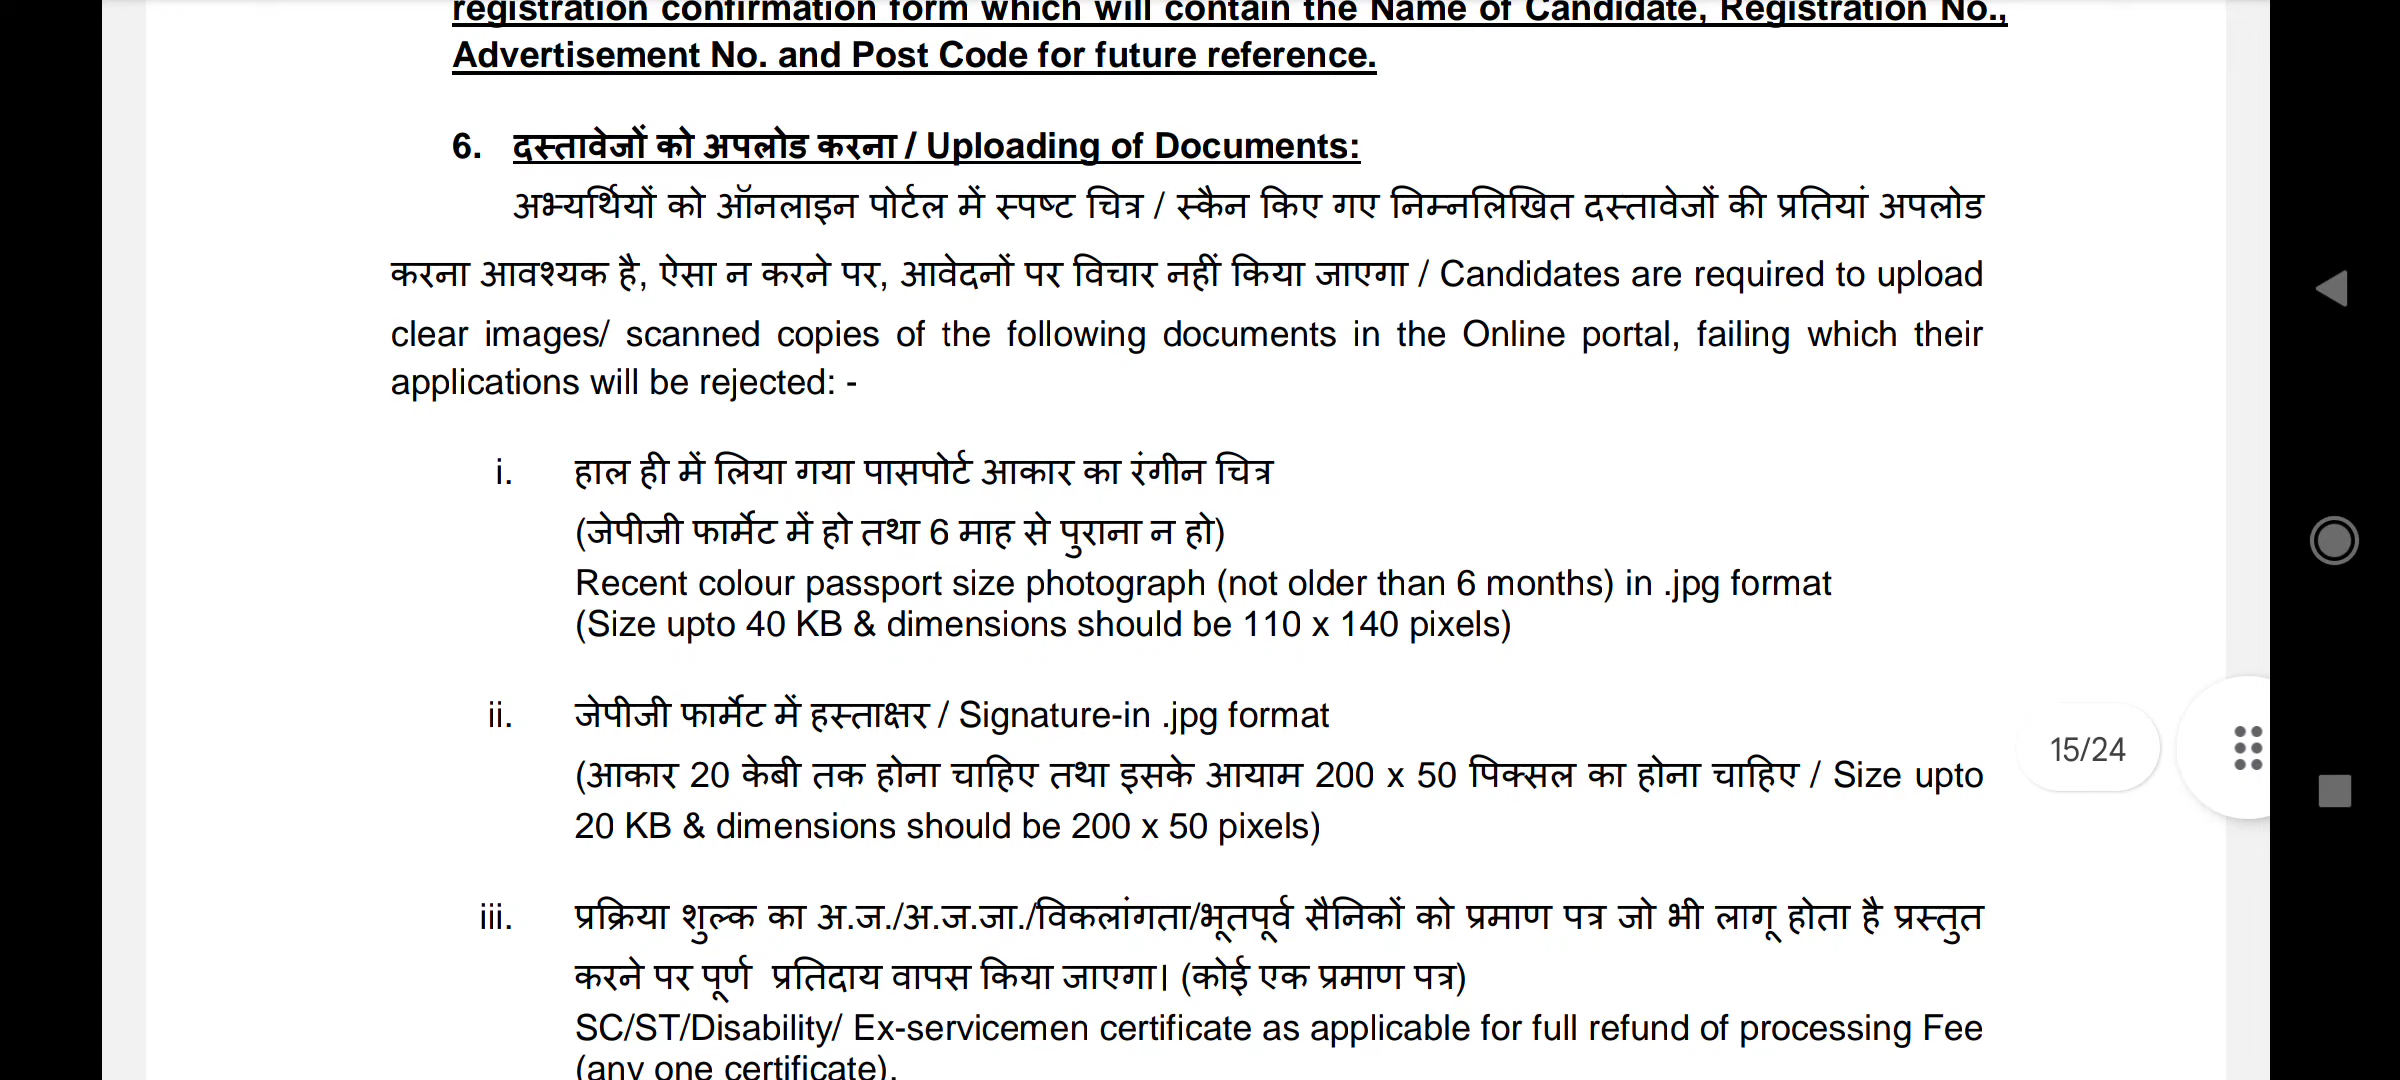 registration confirmation form which will contain the Name of Candidate, Registration No.,
Advertisement No. and Post Code for future reference.
6. दस्तावेजों को अपलोड करना / Uploading of Documents:
अभ्यर्थियों को ऑनलाइन पोर्टल में स्पष्ट चित्र / स्कैन किए गए निम्नलिखित दस्तावेजों की प्रतियां अपलोड
करना आवश्यक है, ऐसा न करने पर, आवेदनों पर विचार नहीं किया जाएगा / Candidates are required to upload
clear images/ scanned copies of the following documents in the Online portal, failing which their
applications will be rejected: -
i. हाल ही में लिया गया पासपोर्ट आकार का रंगीन चित्र
(जेपीजी फार्मेट में हो तथा 6 माह से पुराना न हो)
Recent colour passport size photograph (not older than 6 months) in .jpg format
(Size upto 40 KB & dimensions should be 110 x 140 pixels)
ii. जेपीजी फार्मेट में हस्ताक्षर / Signature-in .jpg format
(आकार 20 केबी तक होना चाहिए तथा इसके आयाम 200 x 50 पिक्सल का होना चाहिए / Size upto
20 KB & dimensions should be 200 x 50 pixels)
15/24
iii. प्रक्रिया शुल्क का अ.ज./अ.ज.जा./विकलांगता/भूतपूर्व सैनिकों को प्रमाण पत्र जो भी लागू होता है प्रस्तुत
करने पर पूर्ण प्रतिदाय वापस किया जाएगा। (कोई एक प्रमाण पत्र)
SC/ST/Disability/ Ex-servicemen certificate as applicable for full refund of processing Fee
(any one certificate).